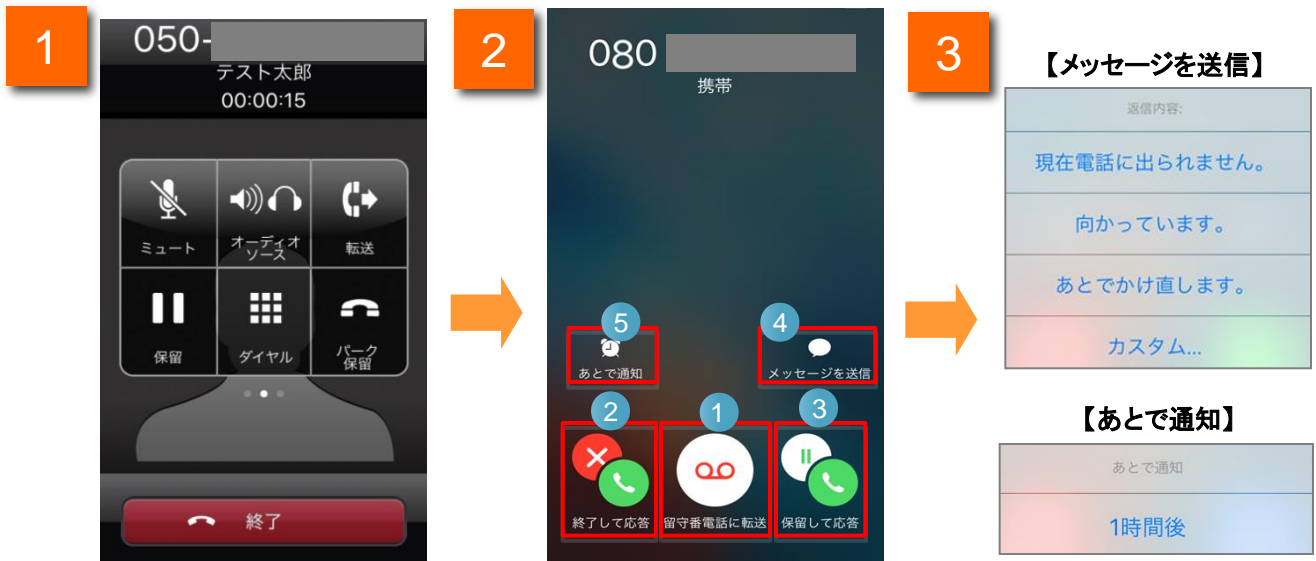 1
050-
テスト太郎
00:00:15
ミュート
オーディオ
ソース
転送
保留
ダイヤル
パーク
保留
終了
2
080
携帯
5
4
あとで通知
メッセージを送信
2
1
3
終了して応答
留守番電話に転送
保留して応答
3
【メッセージを送信】
返信内容:
現在電話に出られません。
向かっています。
あとでかけ直します。
カスタム...
【あとで通知】
あとで通知
1時間後